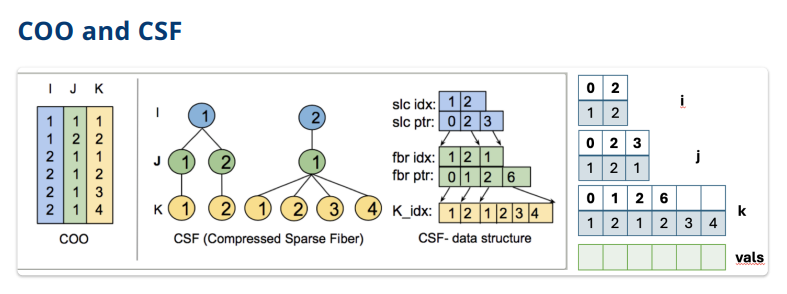 COO and CSF
I J K
1 1 1
1 2 2
2 1 1
2 1 2
2 1 3
2 1 4
COO
I 1 2
J 1 2 1
K 1 2 1 2 3 4
CSF (Compressed Sparse Fiber)
slc idx: 1 2
slc ptr: 0 2 3
fbr idx: 1 2 1
fbr ptr: 0 1 2 6
K_idx: 1 2 1 2 3 4
CSF- data structure
0 2
1 2
i
0 2 3
1 2 1
j
0 1 2 6
1 2 1 2 3 4
k
vals